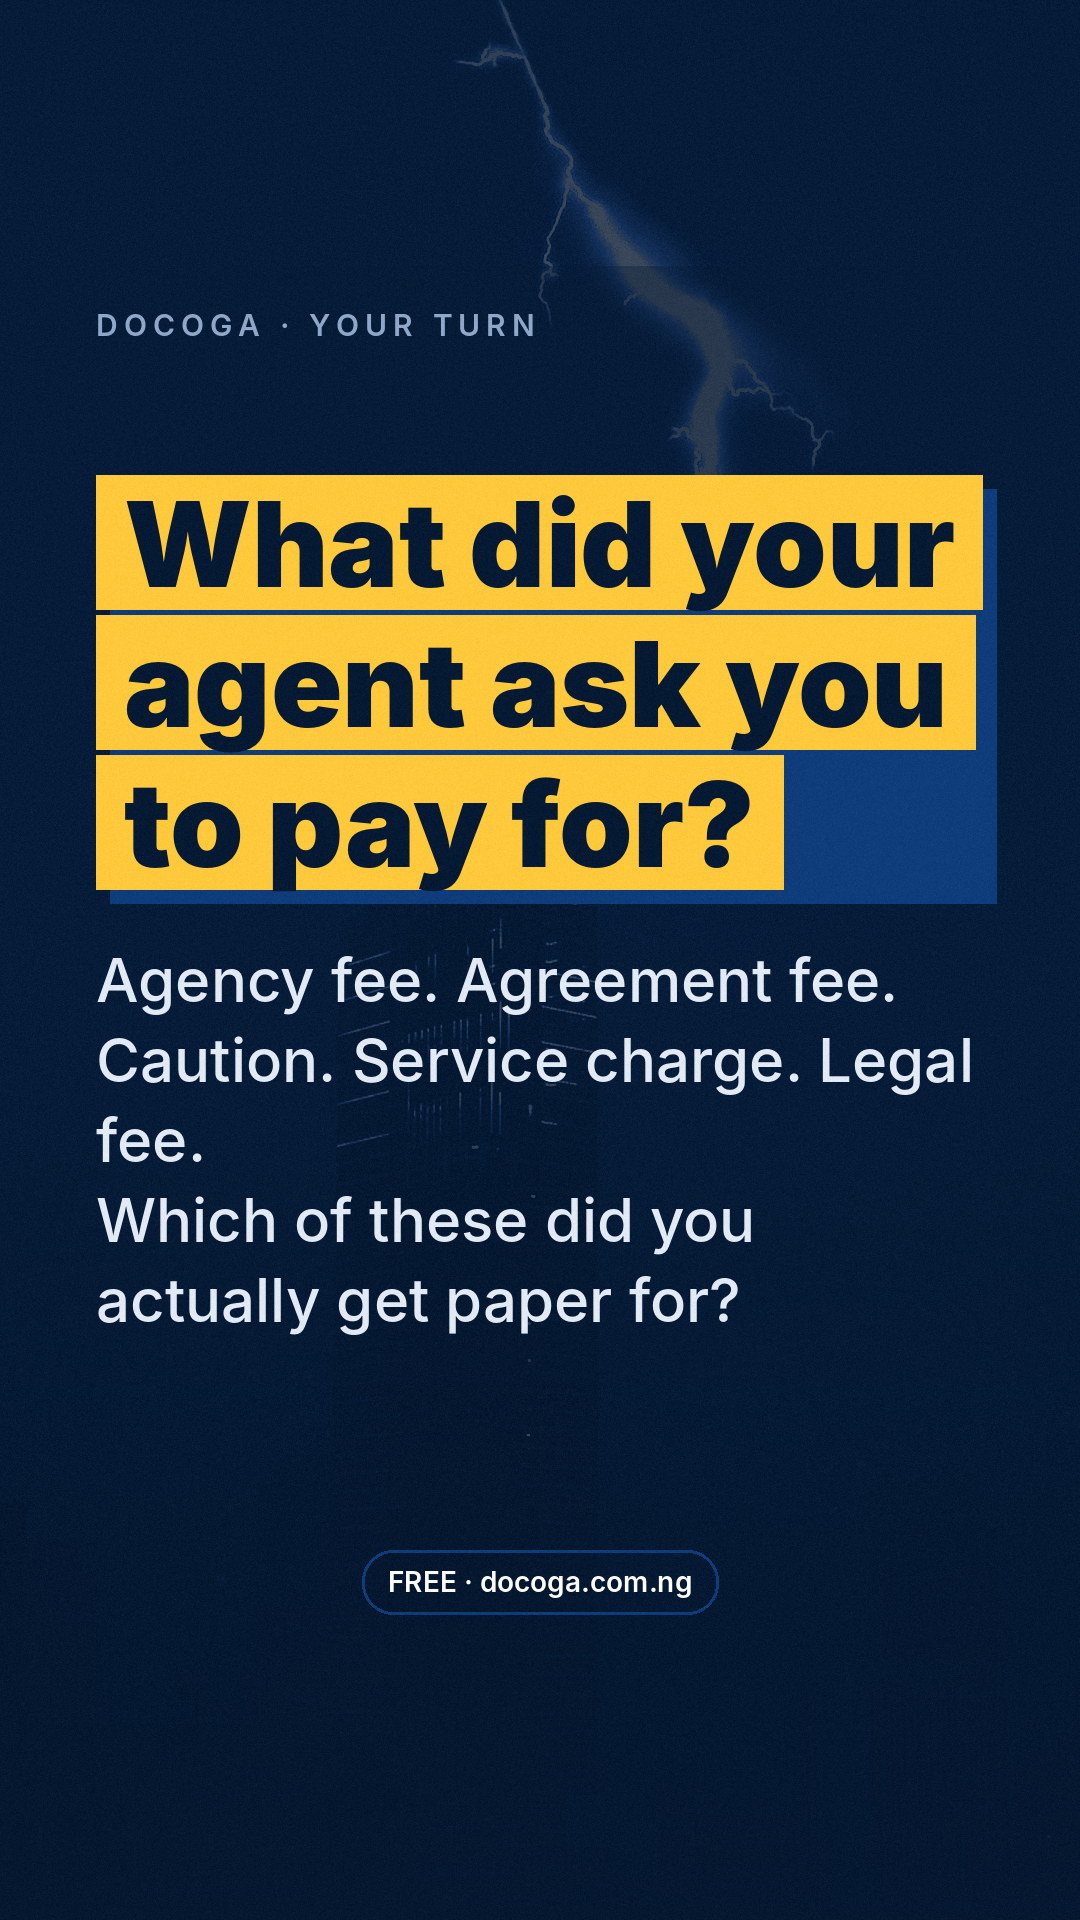 DOCOGA · YOUR TURN
What did your
agent ask you
to pay for?
Agency fee. Agreement fee.
Caution. Service charge. Legal
fee.
Which of these did you
actually get paper for?
FREE · docoga.com.ng